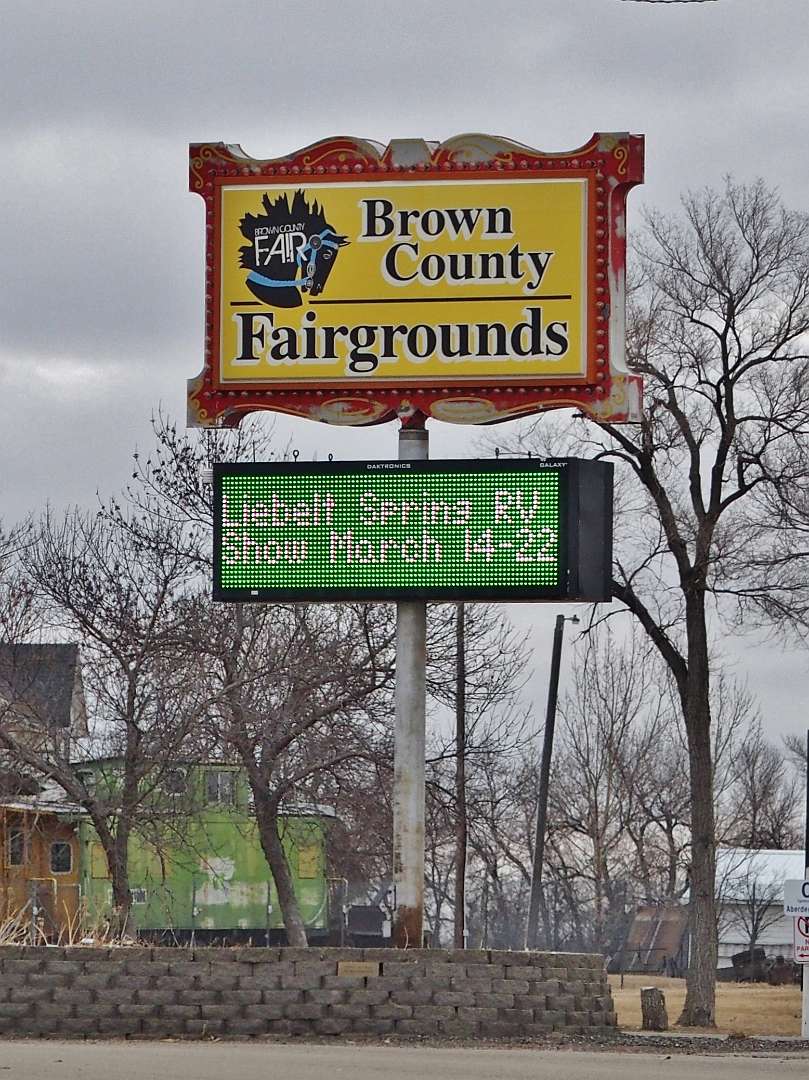 BROWN COUNTY
FAIR
Brown
County
Fairgrounds
DAKTRONICS
GALAXY
Liebelt Spring RV
Show March 14-22